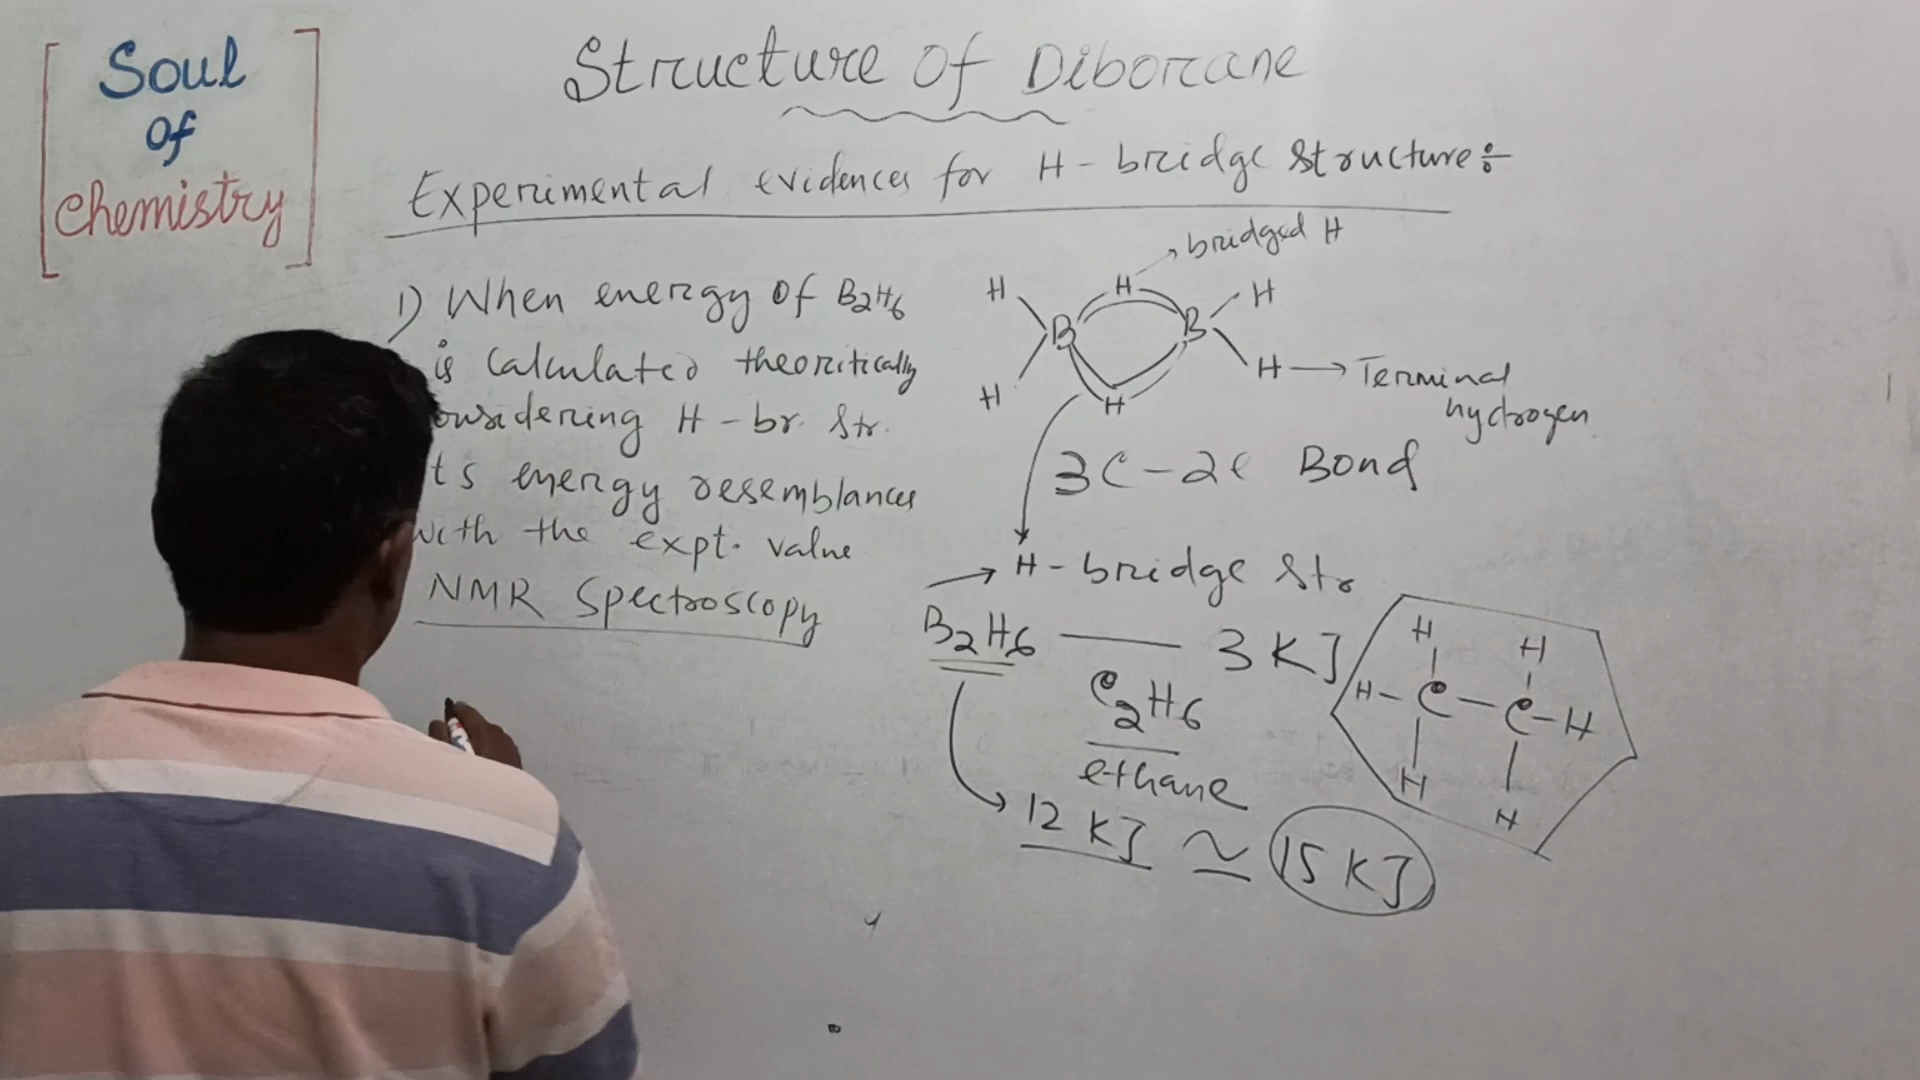 Soul
Of
Chemistry
Structure Of Diborane
Experimental evidences for H-bridge Structure÷
1) When energy of B2H6
is calculated theoritically
H-br. Str.
energy resemblances
with the expt. value
NMR Spectroscopy
bridged H
H H H
B B
H H H → Terminal
hydrogen
3C-2e Bond
→ H-bridge Str
B2H6 — 3 KJ
C2H6
ethane
12 KJ ≃ 15 KJ
H H
H-C-C-H
H H